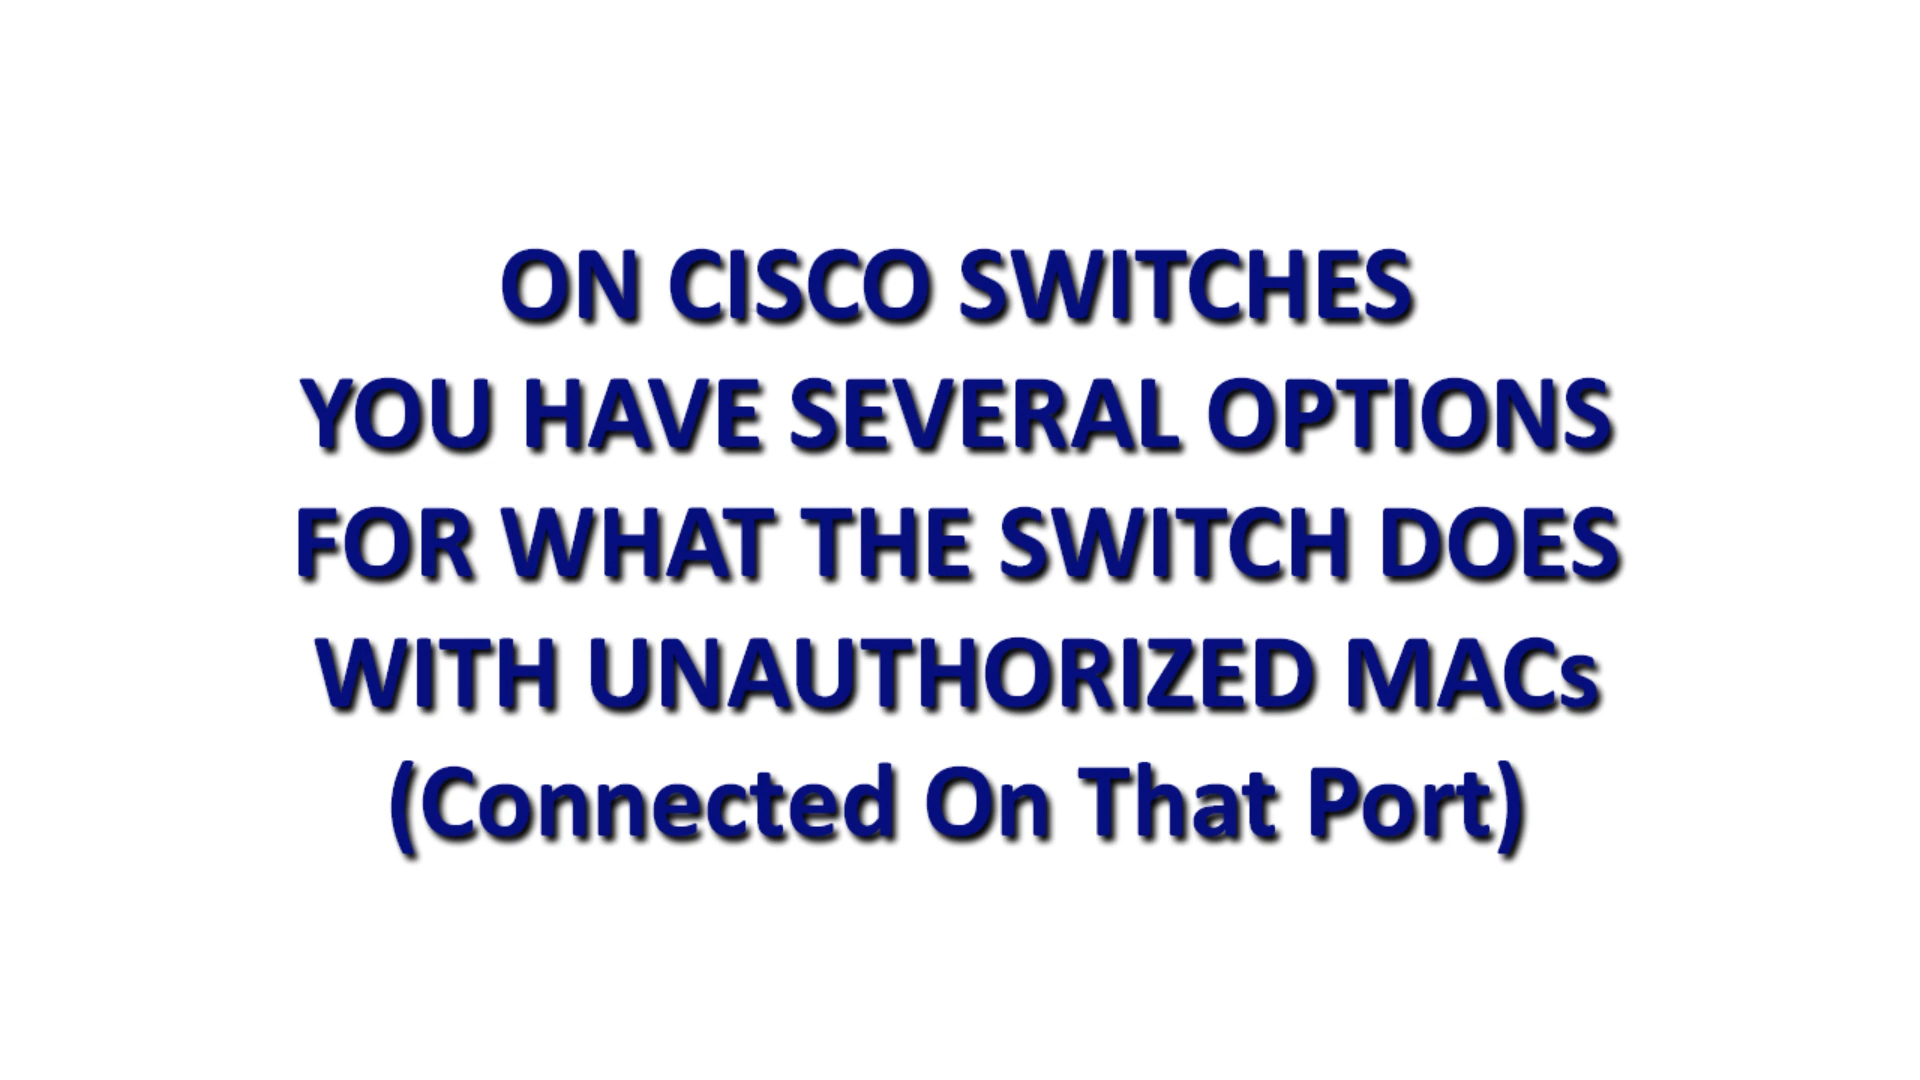 ON CISCO SWITCHES
YOU HAVE SEVERAL OPTIONS
FOR WHAT THE SWITCH DOES
WITH UNAUTHORIZED MACs
(Connected On That Port)